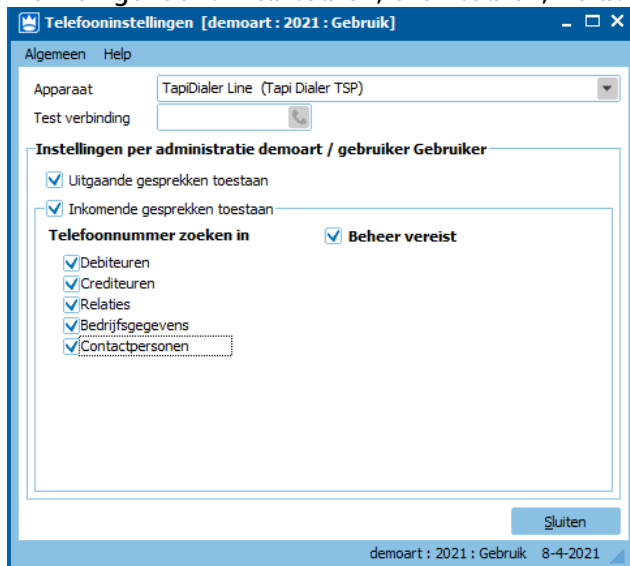 Telefooninstellingen [demoart : 2021 : Gebruik]
Algemeen Help
Apparaat TapiDialer Line (Tapi Dialer TSP)
Test verbinding
Instellingen per administratie demoart / gebruiker Gebruiker
Uitgaande gesprekken toestaan
Inkomende gesprekken toestaan
Telefoonnummer zoeken in Beheer vereist
Debiteuren
Crediteuren
Relaties
Bedrijfsgegevens
Contactpersonen
Sluiten
demoart : 2021 : Gebruik 8-4-2021